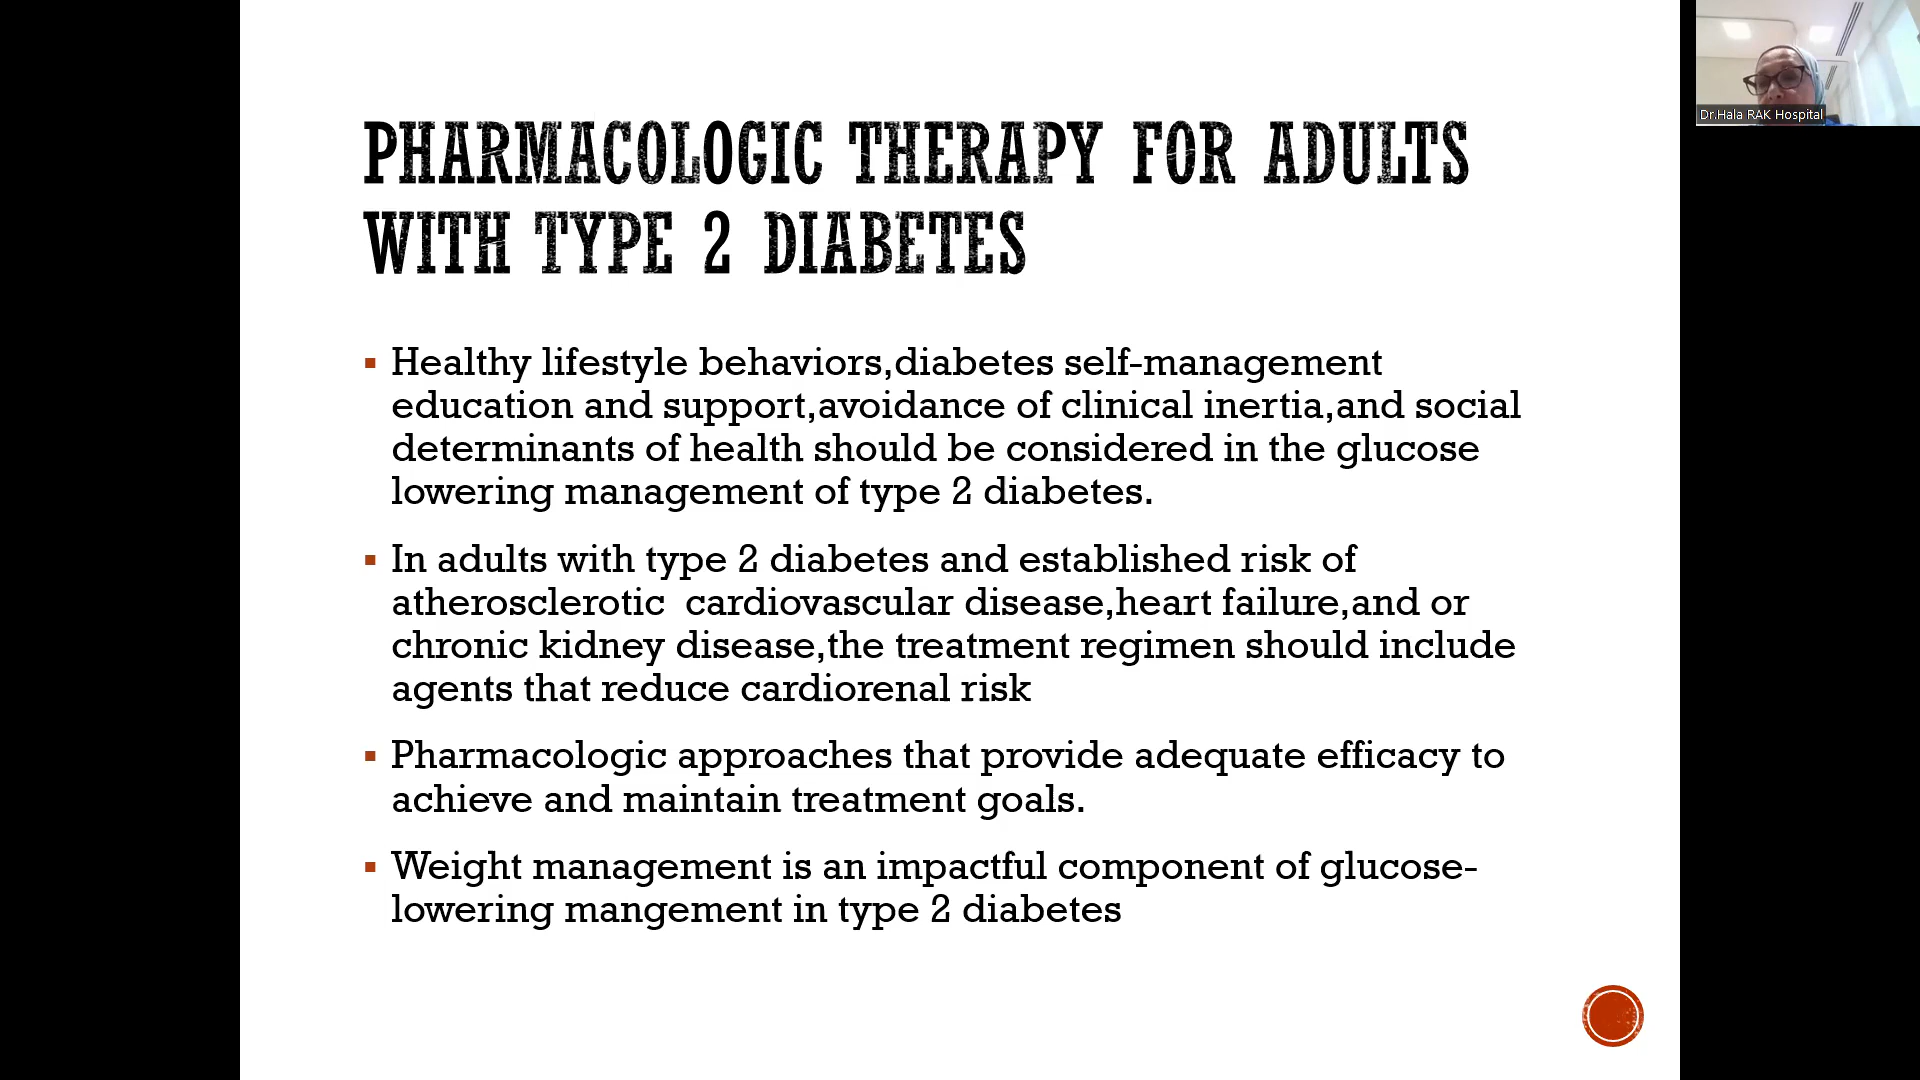 PHARMACOLOGIC THERAPY FOR ADULTS
WITH TYPE 2 DIABETES
Healthy lifestyle behaviors,diabetes self-management
education and support,avoidance of clinical inertia,and social
determinants of health should be considered in the glucose
lowering management of type 2 diabetes.
In adults with type 2 diabetes and established risk of
atherosclerotic  cardiovascular disease,heart failure,and or
chronic kidney disease,the treatment regimen should include
agents that reduce cardiorenal risk
Pharmacologic approaches that provide adequate efficacy to
achieve and maintain treatment goals.
Weight management is an impactful component of glucose-
lowering mangement in type 2 diabetes
Dr.Hala RAK Hospital